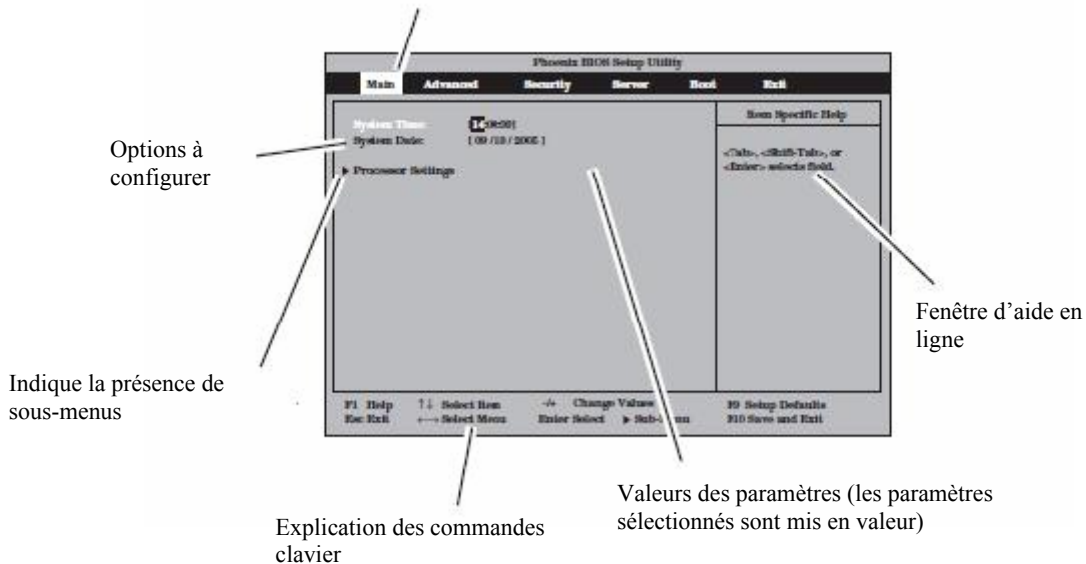 Phoenix BIOS Setup Utility
Main Advanced Security Server Boot Exit
System Time:
System Date: [ 09 /10 / 2005 ]
Processor Settings
Item Specific Help
<Tab>, <Shift-Tab>, or
<Enter> selects field.
Options à
configurer
Fenêtre d’aide en
ligne
Indique la présence de
sous-menus
F1 Help ↑↓ Select Item -/+ Change Values F9 Setup Defaults
Esc Exit ←→ Select Menu Enter Select ▶ Sub-Menu F10 Save and Exit
Valeurs des paramètres (les paramètres
sélectionnés sont mis en valeur)
Explication des commandes
clavier